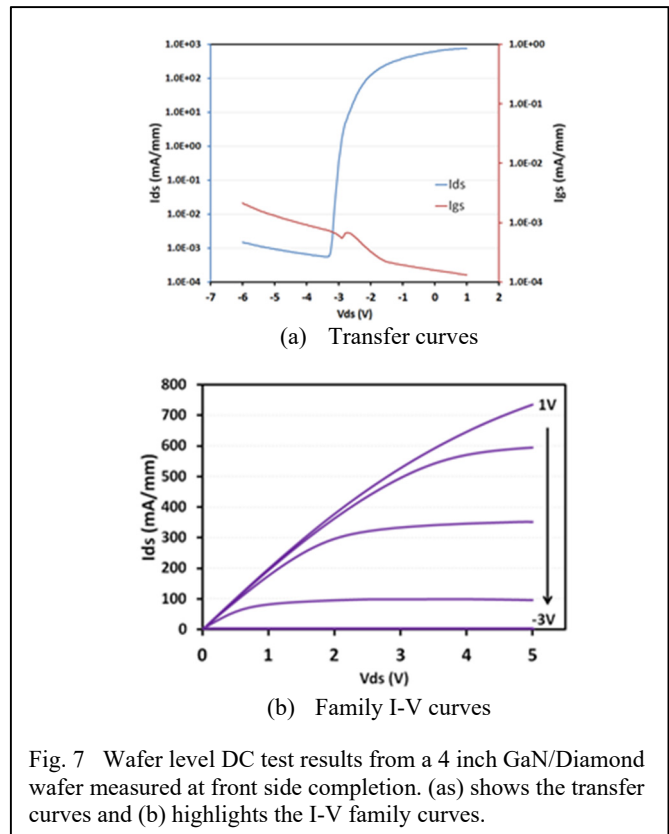 1.0E+03
1.0E+02
1.0E+01
1.0E+00
1.0E-01
1.0E-02
1.0E-03
1.0E-04
Ids (mA/mm)
1.0E+00
1.0E-01
1.0E-02
1.0E-03
1.0E-04
Igs (mA/mm)
Ids
Igs
-7 -6 -5 -4 -3 -2 -1 0 1 2
Vds (V)
(a) Transfer curves
800
700
600
500
400
300
200
100
0
Ids (mA/mm)
1V
-3V
0 1 2 3 4 5
Vds (V)
(b) Family I-V curves
Fig. 7 Wafer level DC test results from a 4 inch GaN/Diamond
wafer measured at front side completion. (as) shows the transfer
curves and (b) highlights the I-V family curves.